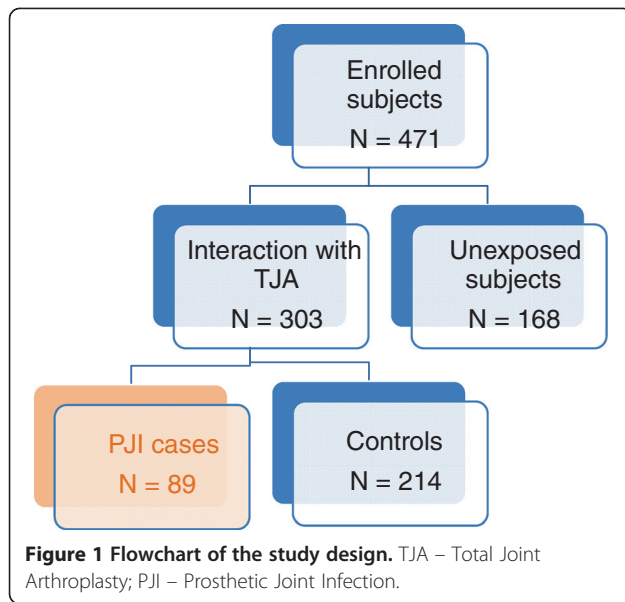 Enrolled
subjects
N = 471
Interaction with
TJA
N = 303
Unexposed
subjects
N = 168
PJI cases
N = 89
Controls
N = 214
Figure 1 Flowchart of the study design. TJA – Total Joint
Arthroplasty; PJI – Prosthetic Joint Infection.